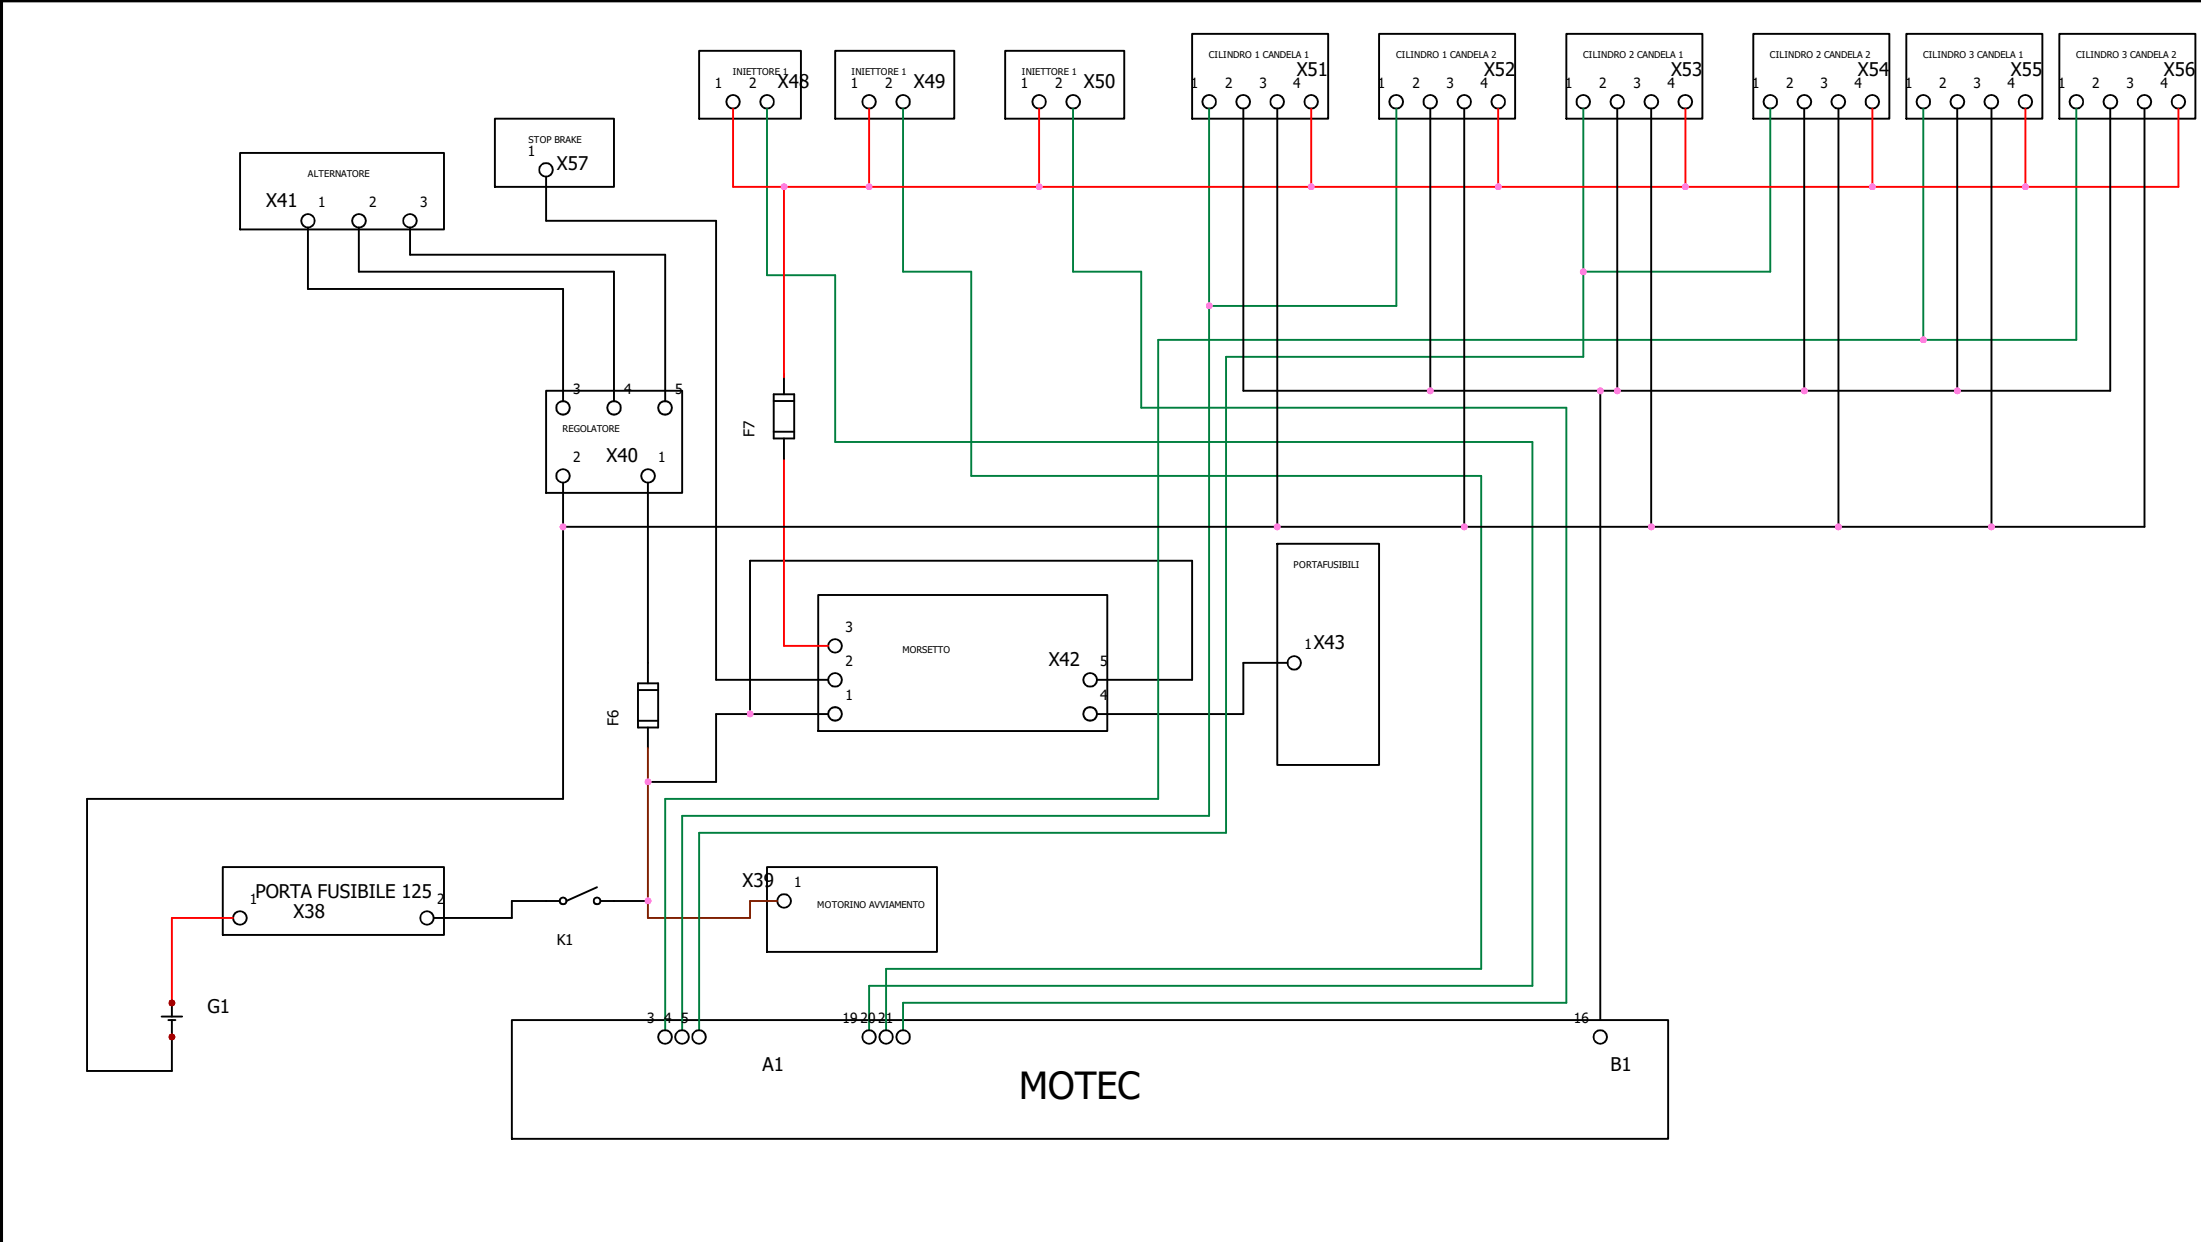 CILINDRO 1 CANDELA 1
X51
1 2 3 4
CILINDRO 1 CANDELA 2
X52
1 2 3 4
CILINDRO 2 CANDELA 1
X53
1 2 3 4
CILINDRO 2 CANDELA 2
X54
1 2 3 4
CILINDRO 3 CANDELA 1
X55
1 2 3 4
CILINDRO 3 CANDELA 2
X56
1 2 3 4
INIETTORE 1
1 2 X48
INIETTORE 1
1 2 X49
INIETTORE 1
1 2 X50
STOP BRAKE
1
X57
ALTERNATORE
X41 1 2 3
3 4 5
REGOLATORE
2 X40 1
F7
PORTAFUSIBILI
1 X43
3
MORSETTO
2 X42 5
1 4
F6
PORTA FUSIBILE 125
1 2
X38
K1
X39 1
MOTORINO AVVIAMENTO
G1
3 4 5 19 20 21 16
A1 B1
MOTEC